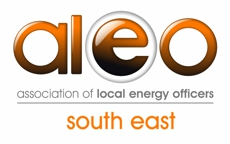 aleo
association of local energy officers
south east